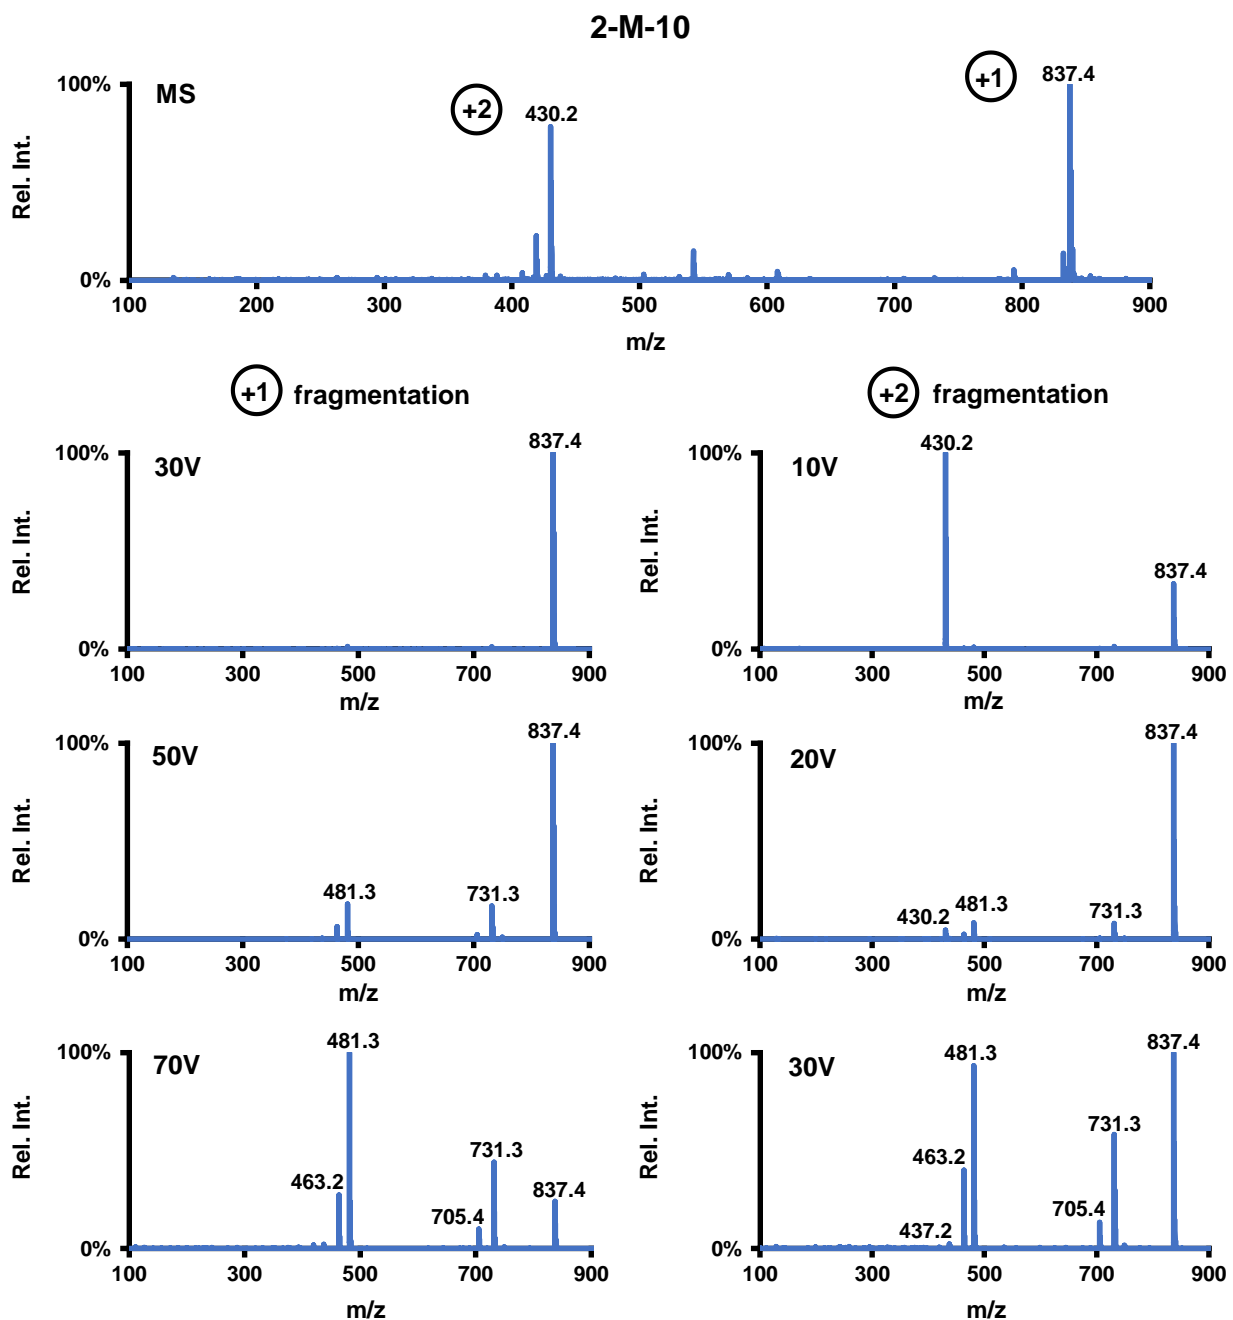 2-M-10
MS
+2
+1
430.2
837.4
Rel. Int.
100%
0%
100 200 300 400 500 600 700 800 900
m/z
+1 fragmentation
+2 fragmentation
30V
837.4
Rel. Int.
100%
0%
100 300 500 700 900
m/z
10V
430.2
837.4
Rel. Int.
100%
0%
100 300 500 700 900
m/z
50V
481.3
731.3
837.4
Rel. Int.
100%
0%
100 300 500 700 900
m/z
20V
430.2
481.3
731.3
837.4
Rel. Int.
100%
0%
100 300 500 700 900
m/z
70V
463.2
481.3
705.4
731.3
837.4
Rel. Int.
100%
0%
100 300 500 700 900
m/z
30V
437.2
463.2
481.3
705.4
731.3
837.4
Rel. Int.
100%
0%
100 300 500 700 900
m/z